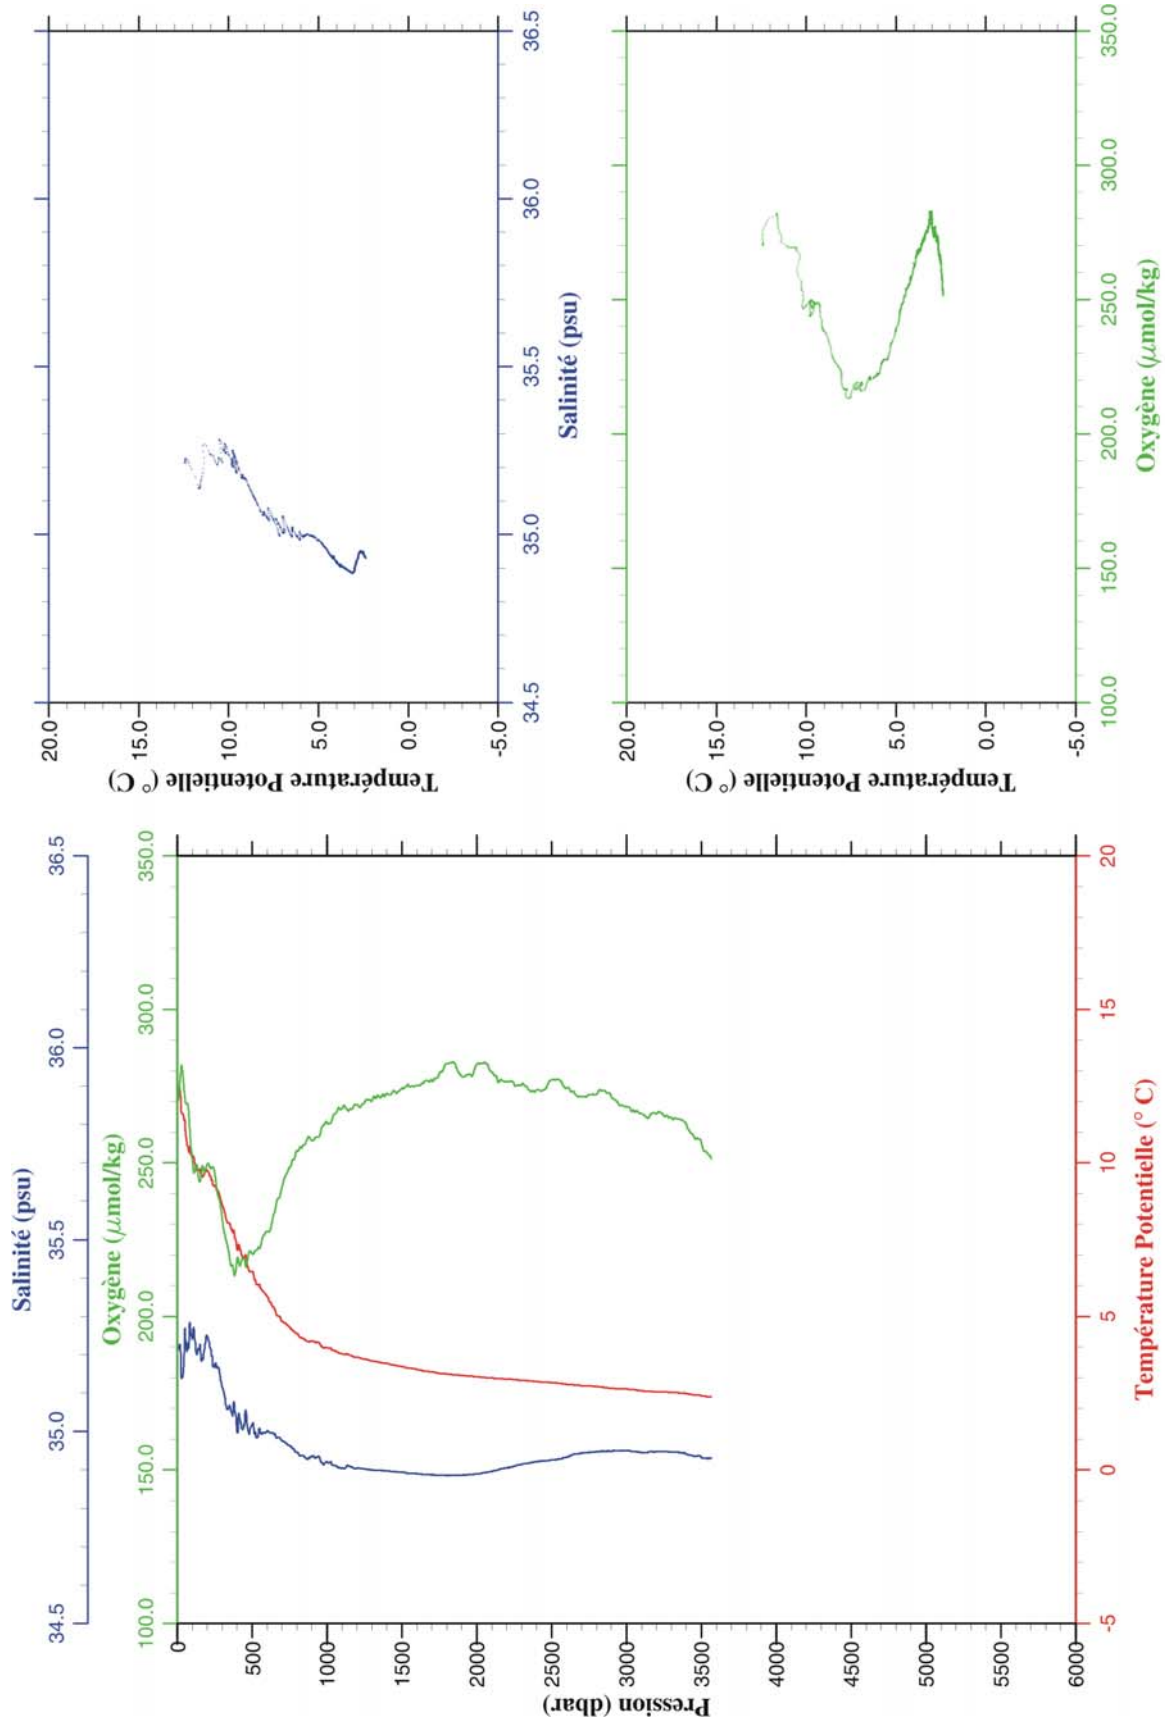 Salinité (psu)
34.5 35.0 35.5 36.0 36.5
Oxygène (μmol/kg)
100.0 150.0 200.0 250.0 300.0 350.0
Pression (dbar)
0
500
1000
1500
2000
2500
3000
3500
4000
4500
5000
5500
6000
-5 0 5 10 15 20
Température Potentielle (° C)
Température Potentielle (° C)
20.0
15.0
10.0
5.0
0.0
-5.0
34.5 35.0 35.5 36.0 36.5
Salinité (psu)
Température Potentielle (° C)
20.0
15.0
10.0
5.0
0.0
-5.0
100.0 150.0 200.0 250.0 300.0 350.0
Oxygène (μmol/kg)